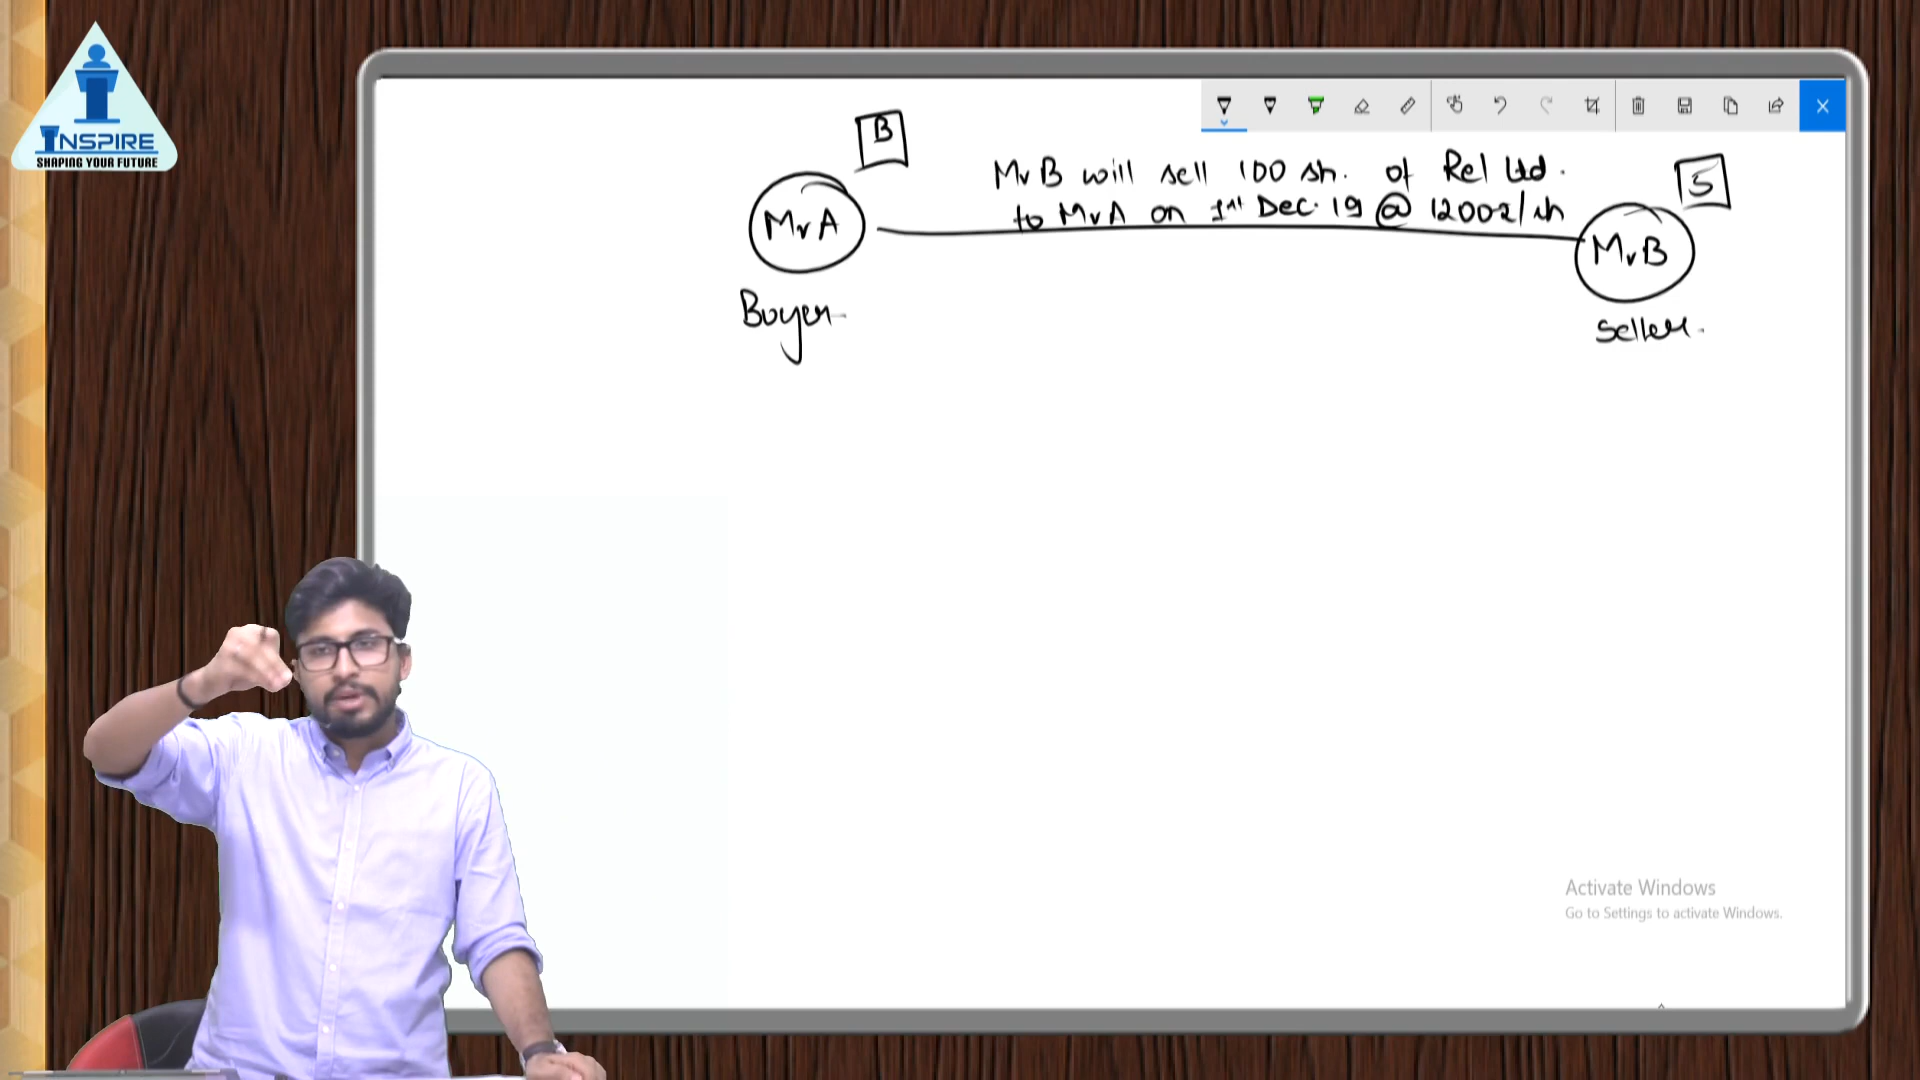 INSPIRE
SHAPING YOUR FUTURE
B
Mr B will sell 100 sh. of Rel Ltd.
to Mr A on 1st Dec. 19 @ 1200₹/sh
S
Mr A
Mr B
Buyer
Seller.
Activate Windows
Go to Settings to activate Windows.